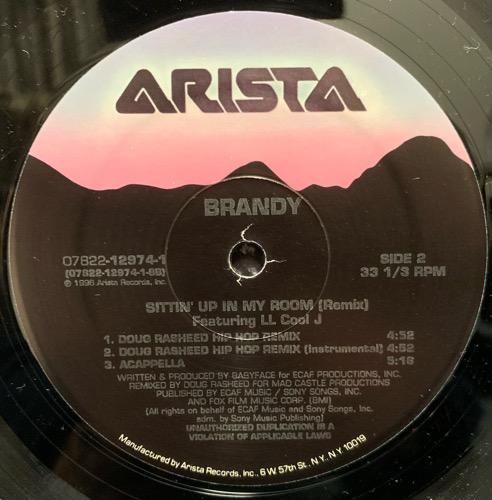 ARISTA
BRANDY
07822-12974-1
(07822-12974-1-SB)
℗ © 1996 Arista Records, Inc.
SIDE 2
33 1/3 RPM
SITTIN' UP IN MY ROOM (Remix)
Featuring LL Cool J
1. DOUG RASHEED HIP HOP REMIX 4:52
2. DOUG RASHEED HIP HOP REMIX (Instrumental) 4:52
3. ACAPPELLA 5:18
WRITTEN & PRODUCED BY BABYFACE for ECAF PRODUCTIONS, INC.
REMIXED BY DOUG RASHEED FOR MAD CASTLE PRODUCTIONS
PUBLISHED BY ECAF MUSIC / SONY SONGS, INC.
AND FOX FILM MUSIC CORP. (BMI)
(All rights on behalf of ECAF Music and Sony Songs, Inc.
adm. by Sony Music Publishing)
UNAUTHORIZED DUPLICATION IS A
VIOLATION OF APPLICABLE LAWS
Manufactured by Arista Records, Inc., 6 W 57th St., N.Y. N.Y 10019